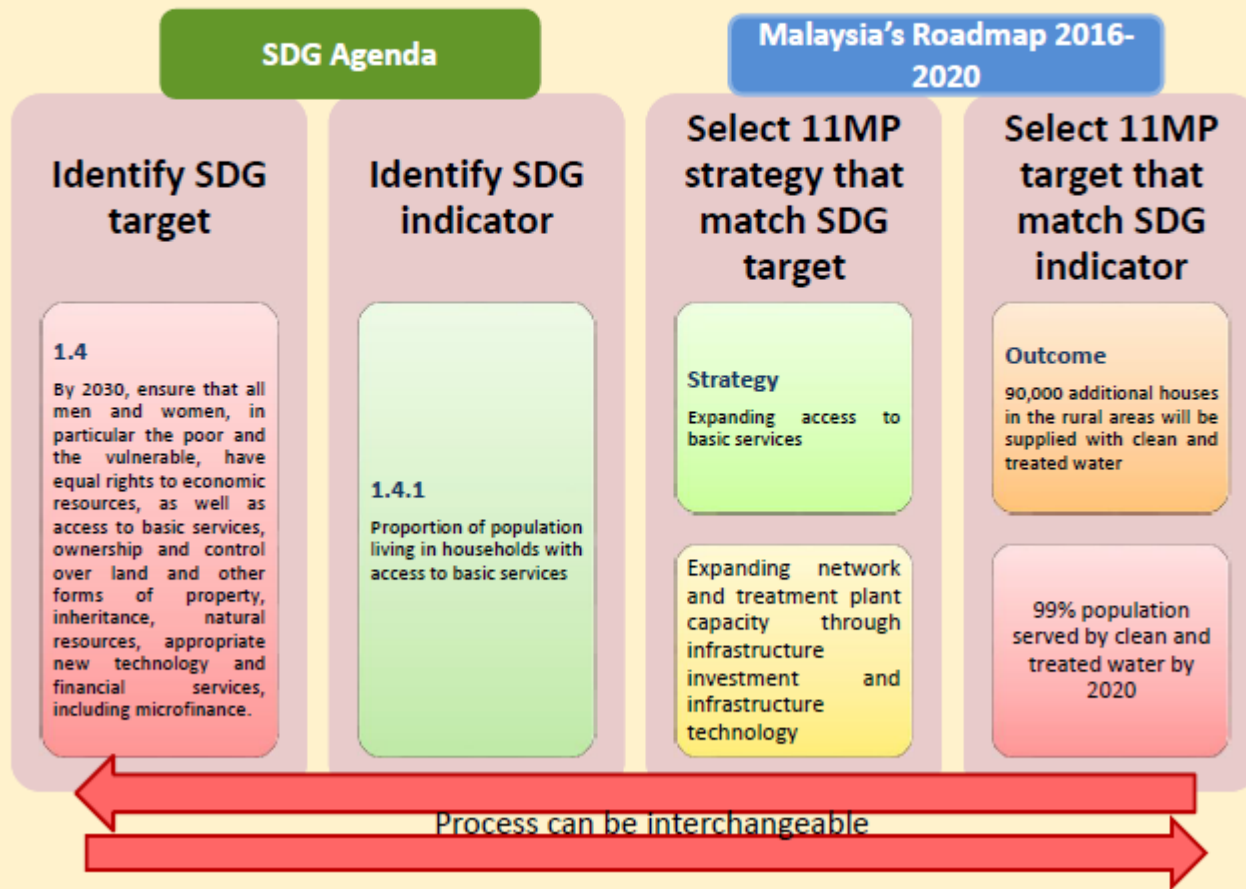 SDG Agenda
Malaysia's Roadmap 2016-
2020
Identify SDG
target
1.4
By 2030, ensure that all
men and women, in
particular the poor and
the vulnerable, have
equal rights to economic
resources, as well as
access to basic services,
ownership and control
over land and other
forms of property,
inheritance, natural
resources, appropriate
new technology and
financial services,
including microfinance.
Identify SDG
indicator
1.4.1
Proportion of population
living in households with
access to basic services
Select 11MP
strategy that
match SDG
target
Strategy
Expanding access to
basic services
Expanding network
and treatment plant
capacity through
infrastructure
investment and
infrastructure
technology
Select 11MP
target that
match SDG
indicator
Outcome
90,000 additional houses
in the rural areas will be
supplied with clean and
treated water
99% population
served by clean and
treated water by
2020
Process can be interchangeable